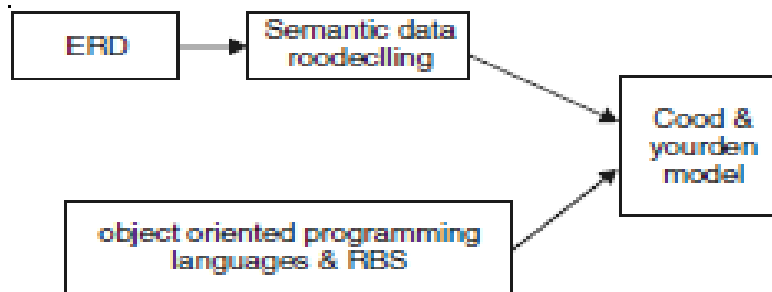 ERD
Semantic data
roodeclling
Cood &
yourden
model
object oriented programming
languages & RBS